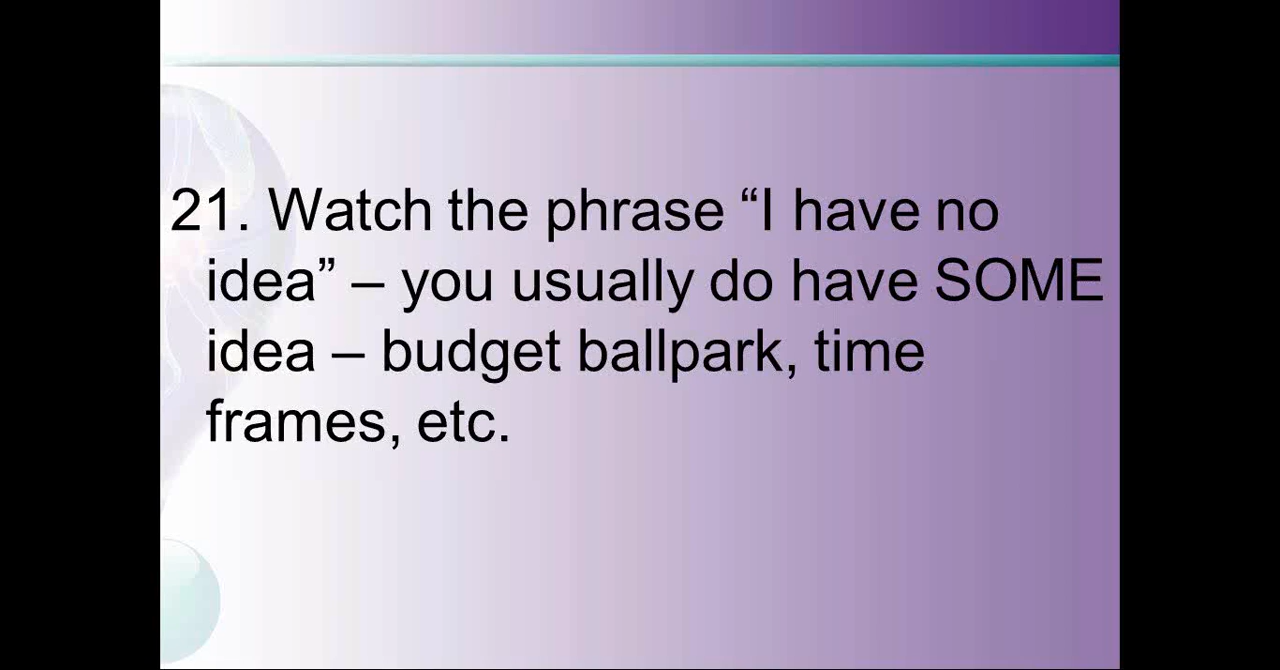 21. Watch the phrase “I have no
idea” – you usually do have SOME
idea – budget ballpark, time
frames, etc.